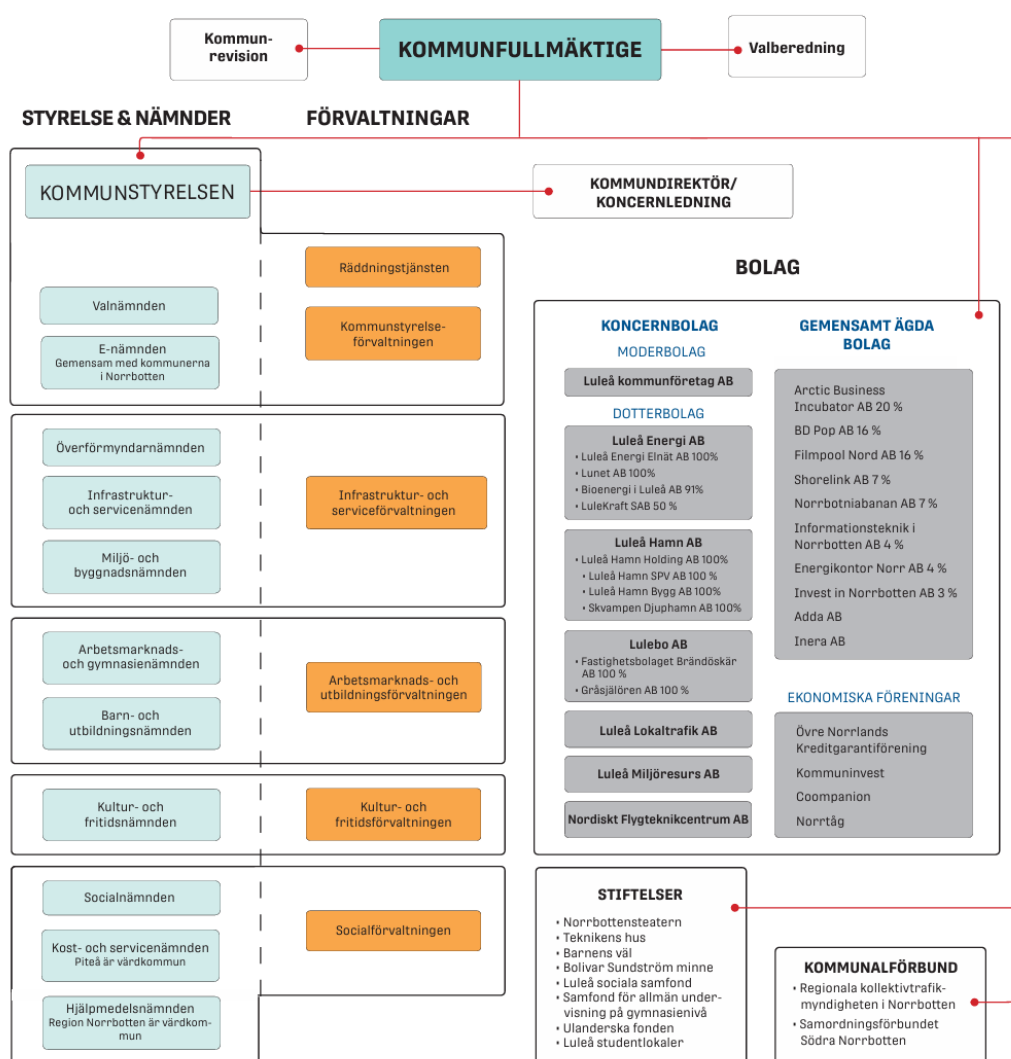 Kommun-
revision
KOMMUNFULLMÄKTIGE
Valberedning
STYRELSE & NÄMNDER
FÖRVALTNINGAR
KOMMUNSTYRELSEN
KOMMUNDIREKTÖR/
KONCERNLEDNING
Räddningstjänsten
Valnämnden
Kommunstyrelse-
förvaltningen
E-nämnden
Gemensam med kommunerna
i Norrbotten
Överförmyndarnämnden
Infrastruktur-
och servicenämnden
Infrastruktur- och
serviceförvaltningen
Miljö- och
byggnadsnämnden
Arbetsmarknads-
och gymnasienämnden
Arbetsmarknads- och
utbildningsförvaltningen
Barn- och
utbildningsnämnden
Kultur- och
fritidsnämnden
Kultur- och
fritidsförvaltningen
Socialnämnden
Socialförvaltningen
Kost- och servicenämnden
Piteå är värdkommun
Hjälpmedelsnämnden
Region Norrbotten är värdkom-
mun
BOLAG
KONCERNBOLAG
MODERBOLAG
Luleå kommunföretag AB
DOTTERBOLAG
Luleå Energi AB
• Luleå Energi Elnät AB 100%
• Lunet AB 100%
• Bioenergi i Luleå AB 91%
• LuleKraft SAB 50 %
Luleå Hamn AB
• Luleå Hamn Holding AB 100%
• Luleå Hamn SPV AB 100 %
• Luleå Hamn Bygg AB 100%
• Skvampen Djuphamn AB 100%
Lulebo AB
• Fastighetsbolaget Brändöskär
AB 100 %
• Gråsjälören AB 100 %
Luleå Lokaltrafik AB
Luleå Miljöresurs AB
Nordiskt Flygteknikcentrum AB
GEMENSAMT ÄGDA
BOLAG
Arctic Business
Incubator AB 20 %
BD Pop AB 16 %
Filmpool Nord AB 16 %
Shorelink AB 7 %
Norrbotniabanan AB 7 %
Informationsteknik i
Norrbotten AB 4 %
Energikontor Norr AB 4 %
Invest in Norrbotten AB 3 %
Adda AB
Inera AB
EKONOMISKA FÖRENINGAR
Övre Norrlands
Kreditgarantiförening
Kommuninvest
Coompanion
Norrtåg
STIFTELSER
• Norrbottensteatern
• Teknikens hus
• Barnens väl
• Bolivar Sundström minne
• Luleå sociala samfond
• Samfond för allmän under-
visning på gymnasienivå
• Ulanderska fonden
• Luleå studentlokaler
KOMMUNALFÖRBUND
• Regionala kollektivtrafik-
myndigheten i Norrbotten
• Samordningsförbundet
Södra Norrbotten